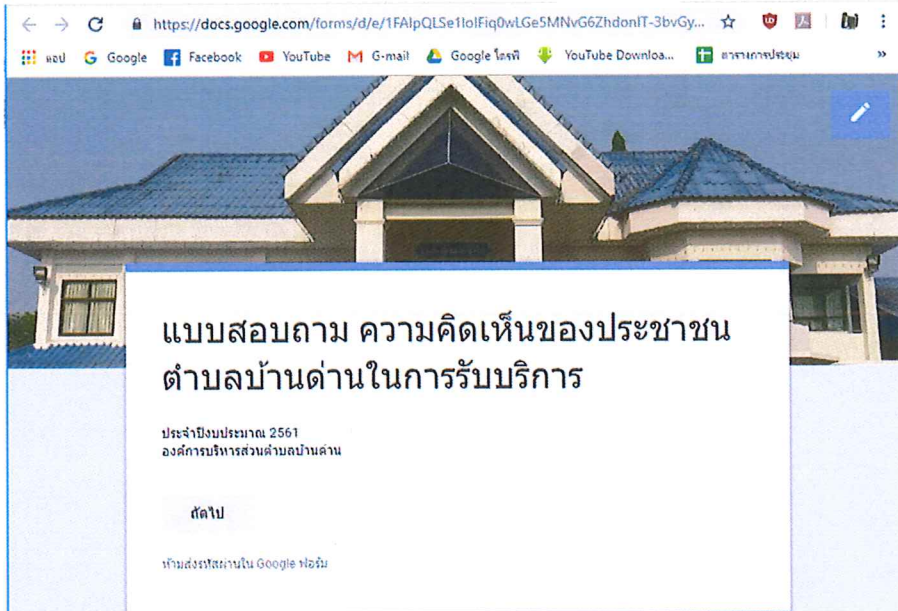 https://docs.google.com/forms/d/e/1FAIpQLSe1IolFiq0wLGe5MNvG6ZhdonIT-3bvGy...
แอป Google Facebook YouTube G-mail Google ไดรฟ์ YouTube Downloa... ตารางการประชุม »
แบบสอบถาม ความคิดเห็นของประชาชน
ตำบลบ้านด่านในการรับบริการ
ประจำปีงบประมาณ 2561
องค์การบริหารส่วนตำบลบ้านด่าน
ถัดไป
ห้ามส่งรหัสผ่านใน Google ฟอร์ม